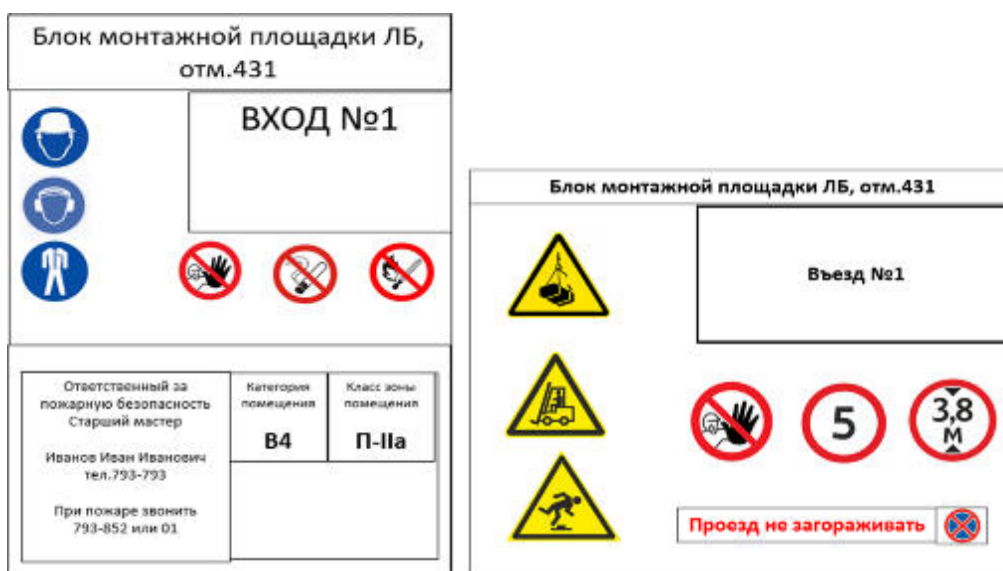 Блок монтажной площадки ЛБ,
отм.431
ВХОД №1
Ответственный за
пожарную безопасность
Старший мастер
Иванов Иван Иванович
тел.793-793
При пожаре звонить
793-852 или 01
Категория
помещения
В4
Класс зоны
помещения
П-IIа
Блок монтажной площадки ЛБ, отм.431
Въезд №1
5
3,8
М
Проезд не загораживать